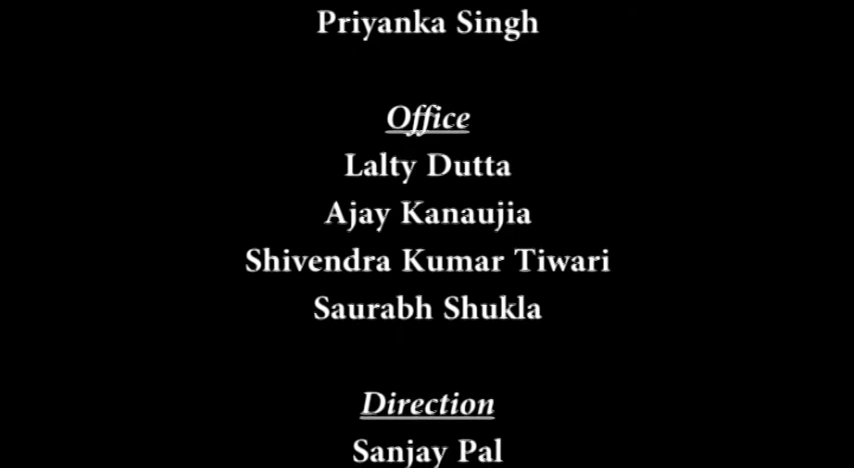 Priyanka Singh
Office
Lalty Dutta
Ajay Kanaujia
Shivendra Kumar Tiwari
Saurabh Shukla
Direction
Sanjay Pal